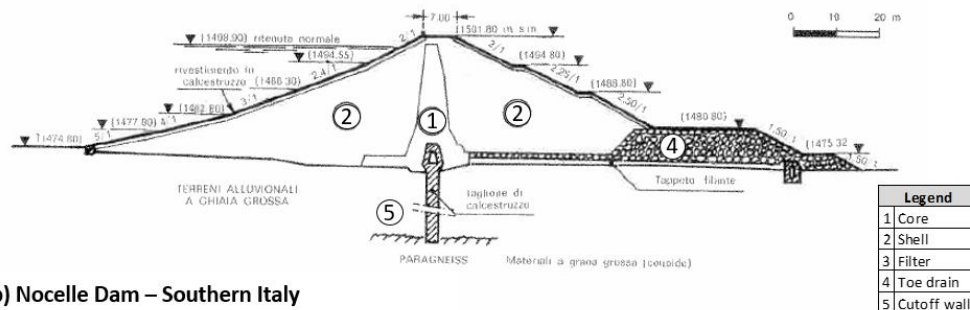 7.00
0 10 20 m
(1498.90) ritenuta normale
1501.80 m s.m
2/1
2/1
(1494.55)
(1494.80)
rivestimento in
calcestruzzo
2.4/1
2,25/1
(1488.80)
3/1
2.50/1
(1482.80)
(1480.80)
(1477.80) 4/1
5/1
(1474.80)
1.50/1
(1475.32
1.50/1
2
1
2
4
TERRENI ALLUVIONALI
A GHIAIA GROSSA
5
taglione di
calcestruzzo
Tappeto filtrante
PARAGNEISS
Materiali a grana grossa
b) Nocelle Dam – Southern Italy
Legend
1 Core
2 Shell
3 Filter
4 Toe drain
5 Cutoff wall